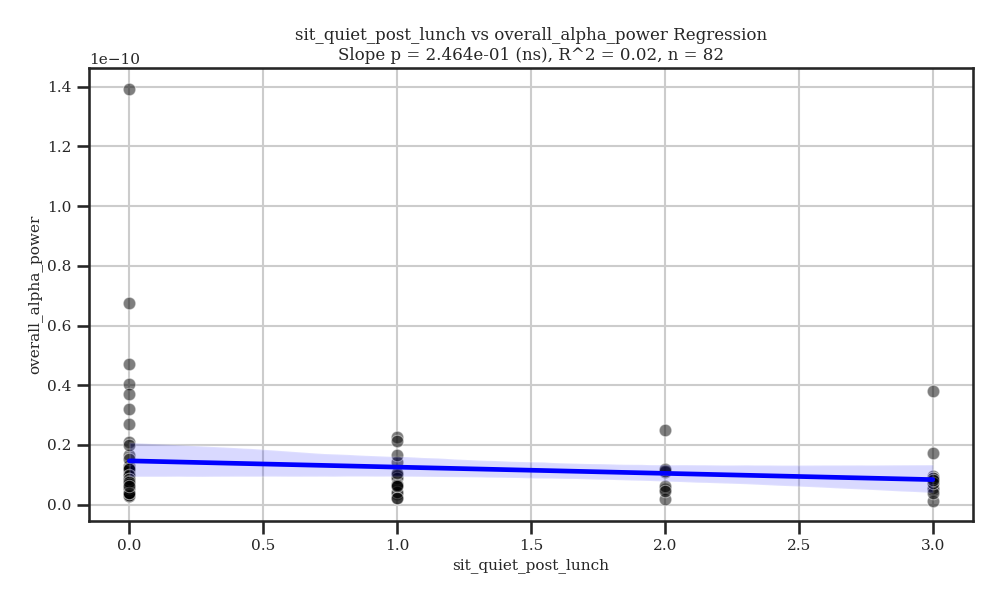 sit_quiet_post_lunch vs overall_alpha_power Regression
Slope p = 2.464e-01 (ns), R^2 = 0.02, n = 82
1e−10
1.4
1.2
1.0
0.8
0.6
0.4
0.2
0.0
overall_alpha_power
0.0 0.5 1.0 1.5 2.0 2.5 3.0
sit_quiet_post_lunch